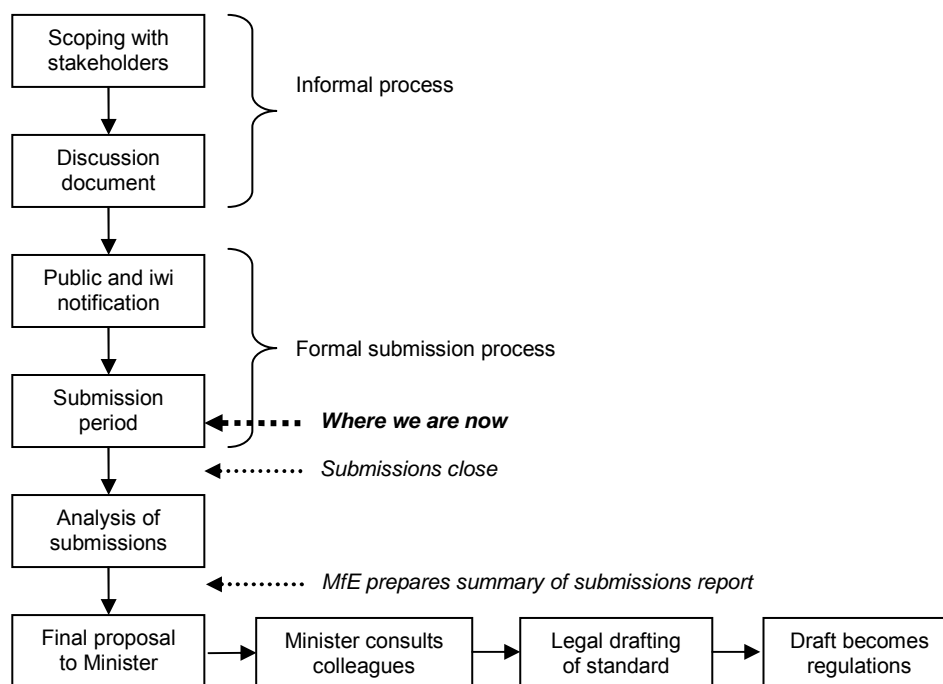 Scoping with
stakeholders
Informal process
Discussion
document
Public and iwi
notification
Formal submission process
Submission
period
Where we are now
Submissions close
Analysis of
submissions
MfE prepares summary of submissions report
Final proposal
to Minister
Minister consults
colleagues
Legal drafting
of standard
Draft becomes
regulations